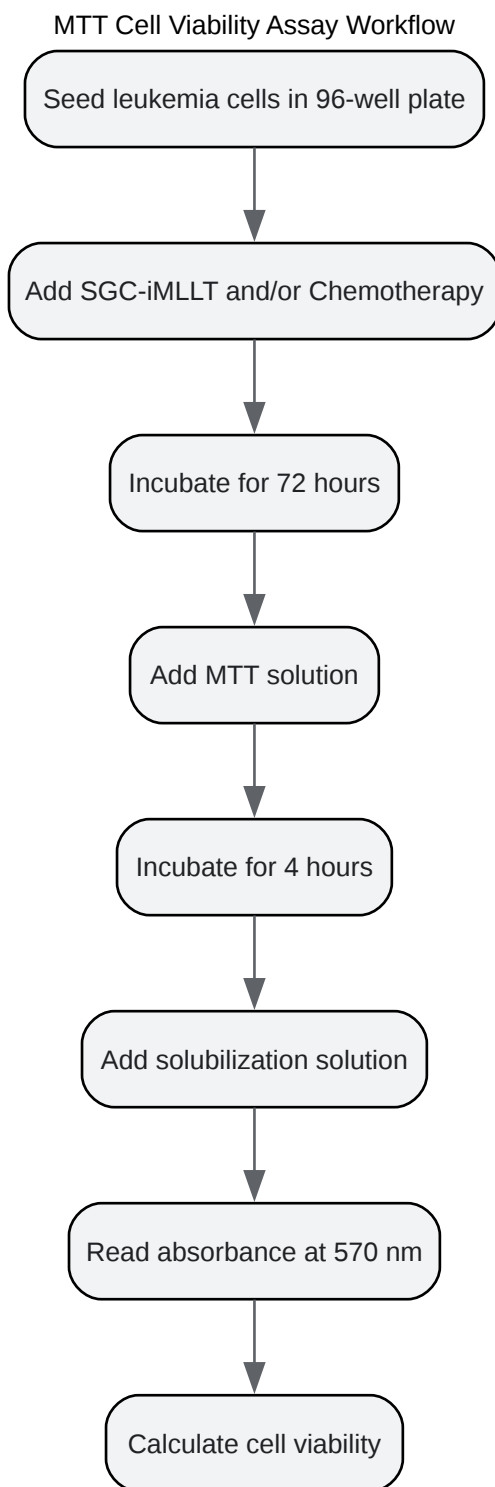 MTT Cell Viability Assay Workflow
Seed leukemia cells in 96-well plate
Add SGC-iMLLT and/or Chemotherapy
Incubate for 72 hours
Add MTT solution
Incubate for 4 hours
Add solubilization solution
Read absorbance at 570 nm
Calculate cell viability